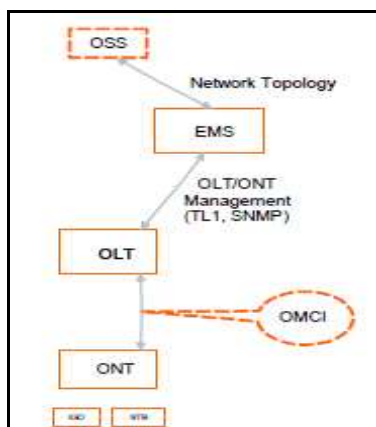 OSS
Network Topology
EMS
OLT/ONT
Management
(TL1, SNMP)
OLT
OMCI
ONT
STB